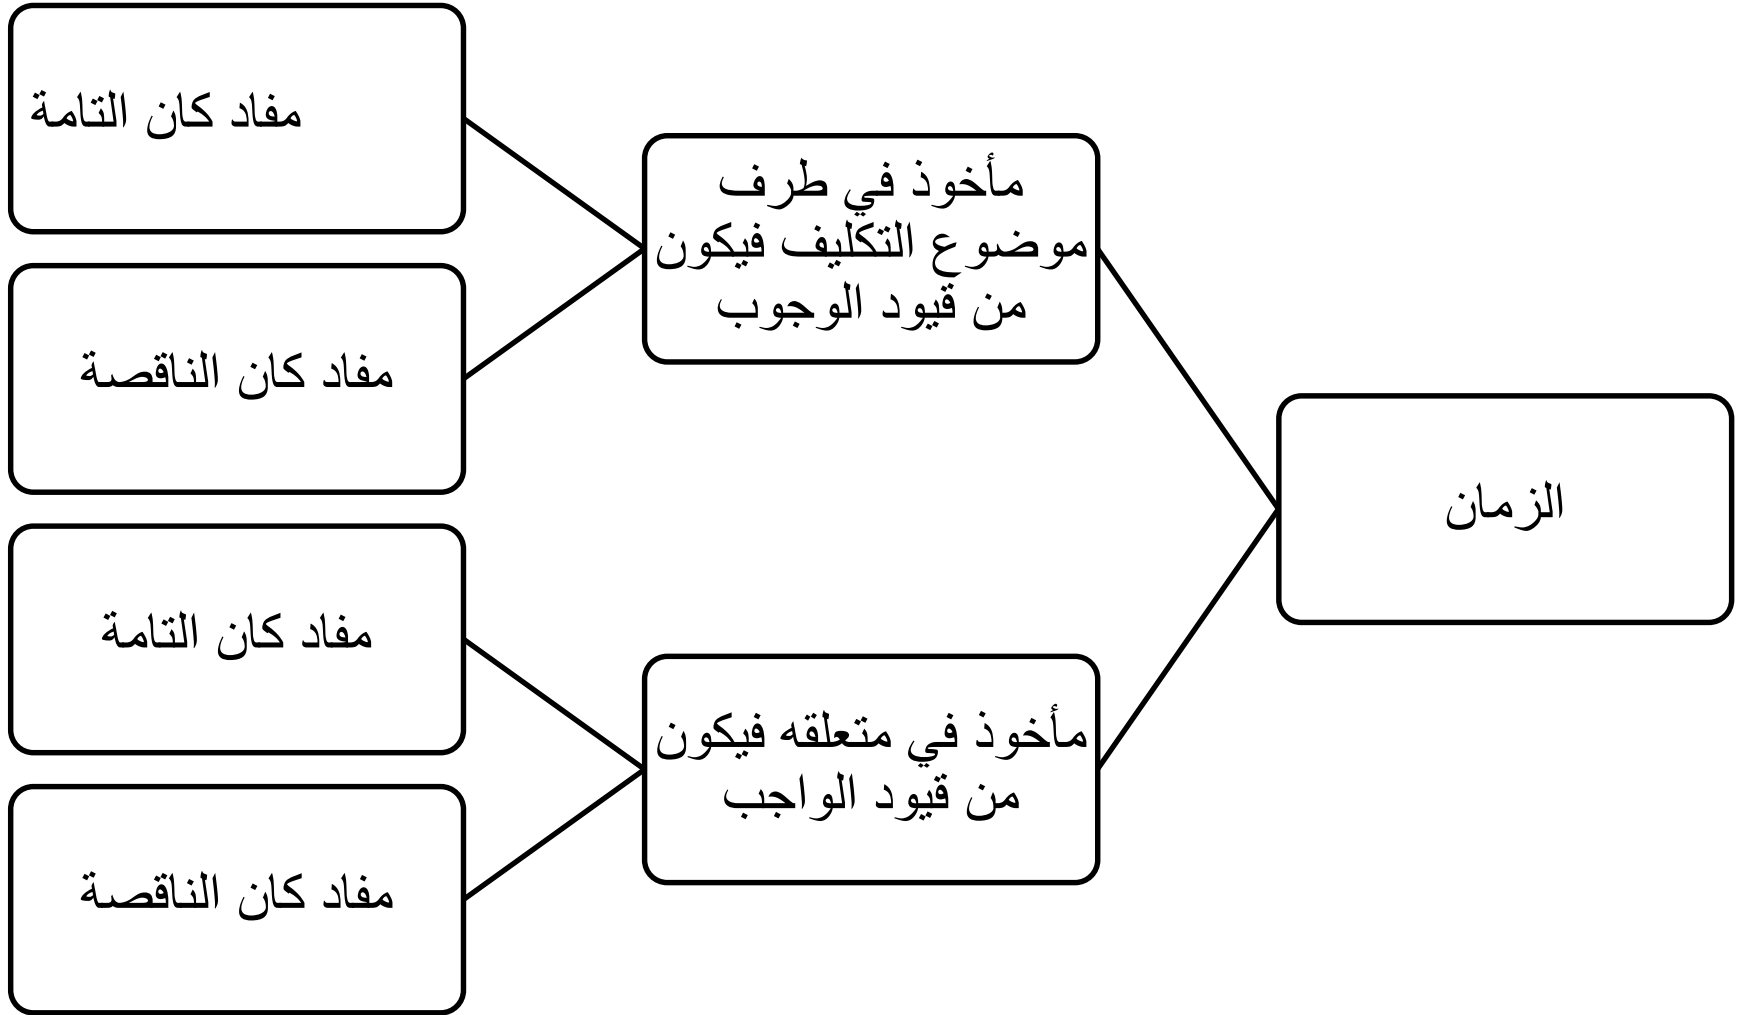 الزمان
مأخوذ في طرف
موضوع التكليف فيكون
من قيود الوجوب
مفاد كان التامة
مفاد كان الناقصة
مأخوذ في متعلقه فيكون
من قيود الواجب
مفاد كان التامة
مفاد كان الناقصة